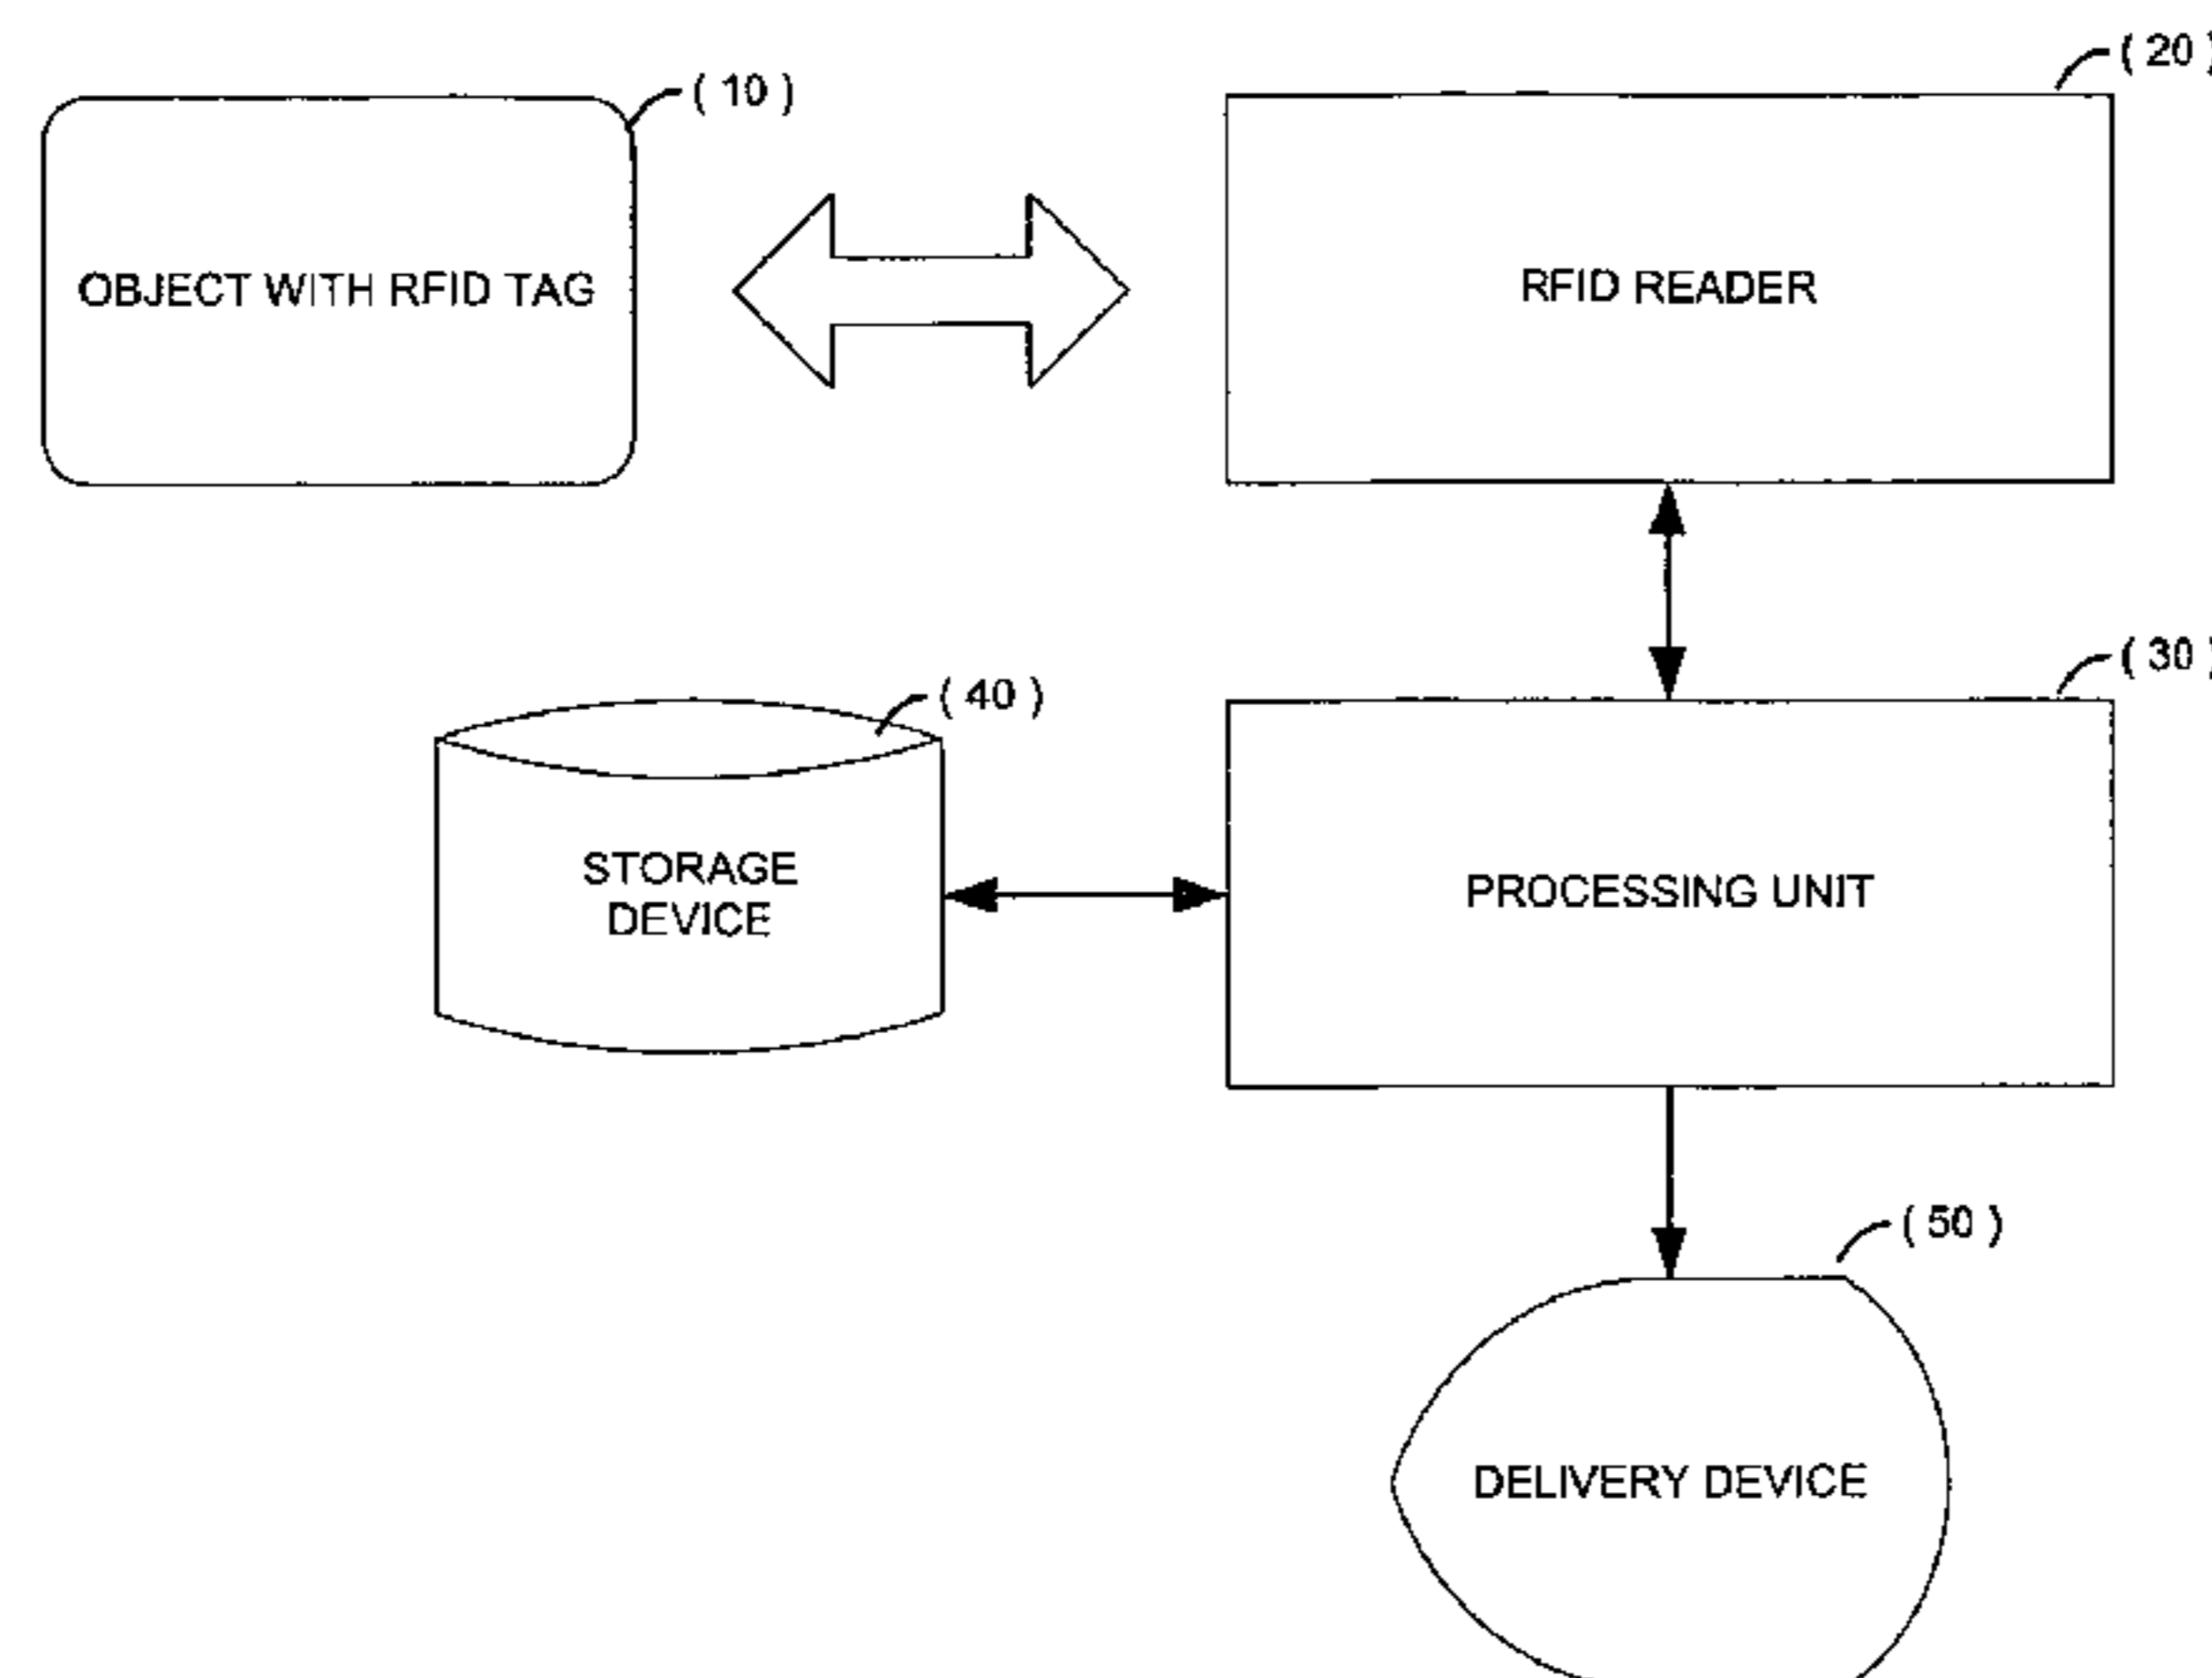 ( 10 )
( 20 )
OBJECT WITH RFID TAG
RFID READER
( 30 )
( 40 )
STORAGE
DEVICE
PROCESSING UNIT
( 50 )
DELIVERY DEVICE